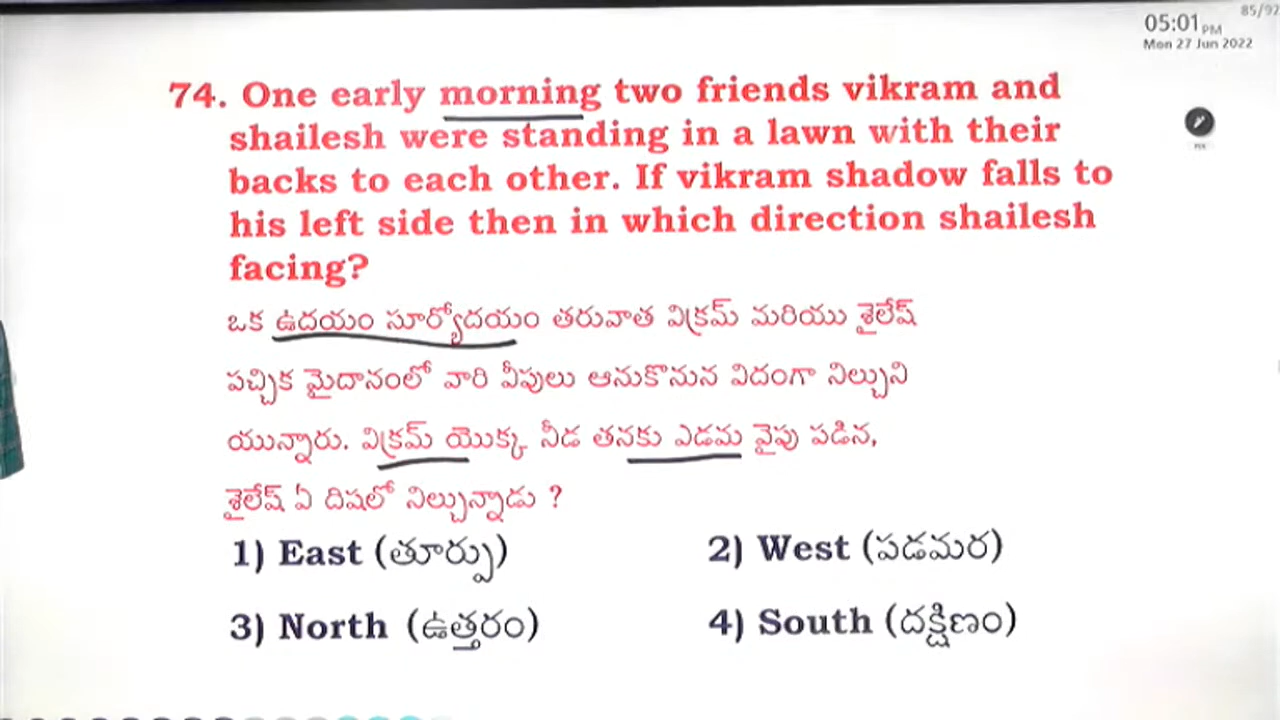 85/92
05:01 PM
Mon 27 Jun 2022
74. One early morning two friends vikram and
shailesh were standing in a lawn with their
backs to each other. If vikram shadow falls to
his left side then in which direction shailesh
facing?
ఒక ఉదయం సూర్యోదయం తరువాత విక్రమ్ మరియు శైలేష్
పచ్చిక మైదానంలో వారి వీపులు ఆనుకొనున విదంగా నిల్చుని
యున్నారు. విక్రమ్ యొక్క నీడ తనకు ఎడమ వైపు పడిన,
శైలేష్ ఏ దిషలో నిల్చున్నాడు ?
1) East (తూర్పు)
2) West (పడమర)
3) North (ఉత్తరం)
4) South (దక్షిణం)